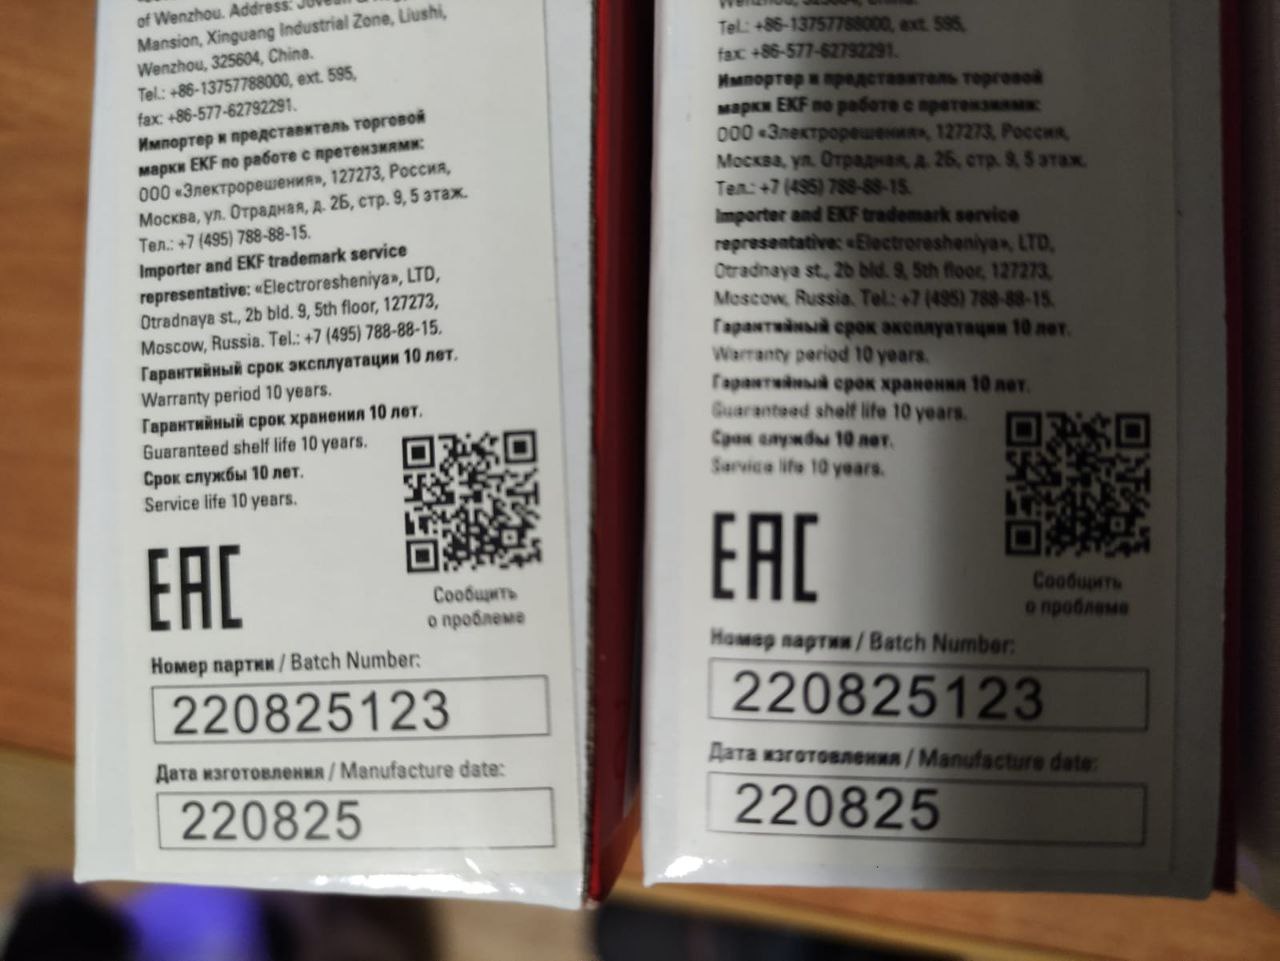 of Wenzhou. Address:
Mansion, Xinguang Industrial Zone, Liushi,
Wenzhou, 325604, China.
Tel.: +86-13757788000, ext. 595,
fax: +86-577-62792291.
Импортер и представитель торговой
марки EKF по работе с претензиями:
ООО «Электрорешения», 127273, Россия,
Москва, ул. Отрадная, д. 2Б, стр. 9, 5 этаж.
Тел.: +7 (495) 788-88-15.
Importer and EKF trademark service
representative: «Electroresheniya», LTD,
Otradnaya st., 2b bld. 9, 5th floor, 127273,
Moscow, Russia. Tel.: +7 (495) 788-88-15.
Гарантийный срок эксплуатации 10 лет.
Warranty period 10 years.
Гарантийный срок хранения 10 лет.
Guaranteed shelf life 10 years.
Срок службы 10 лет.
Service life 10 years.
EAC
Сообщить
о проблеме
Номер партии / Batch Number:
220825123
Дата изготовления / Manufacture date:
220825
Wenzhou, 325604, China.
Tel.: +86-13757788000, ext. 595,
fax: +86-577-62792291.
Импортер и представитель торговой
марки EKF по работе с претензиями:
ООО «Электрорешения», 127273, Россия,
Москва, ул. Отрадная, д. 2Б, стр. 9, 5 этаж.
Тел.: +7 (495) 788-88-15.
Importer and EKF trademark service
representative: «Electroresheniya», LTD,
Otradnaya st., 2b bld. 9, 5th floor, 127273,
Moscow, Russia. Tel.: +7 (495) 788-88-15.
Гарантийный срок эксплуатации 10 лет.
Warranty period 10 years.
Гарантийный срок хранения 10 лет.
Guaranteed shelf life 10 years.
Срок службы 10 лет.
Service life 10 years.
EAC
Сообщить
о проблеме
Номер партии / Batch Number:
220825123
Дата изготовления / Manufacture date:
220825